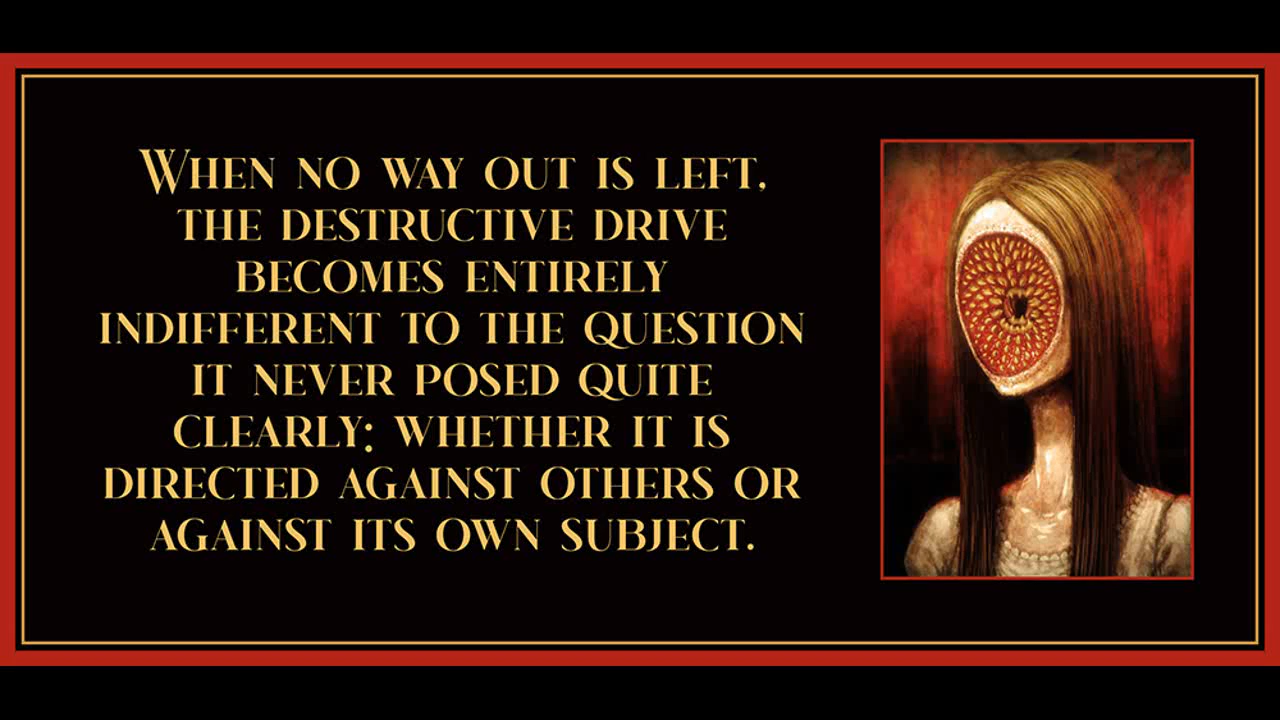 When no way out is left,
the destructive drive
becomes entirely
indifferent to the question
it never posed quite
clearly: whether it is
directed against others or
against its own subject.